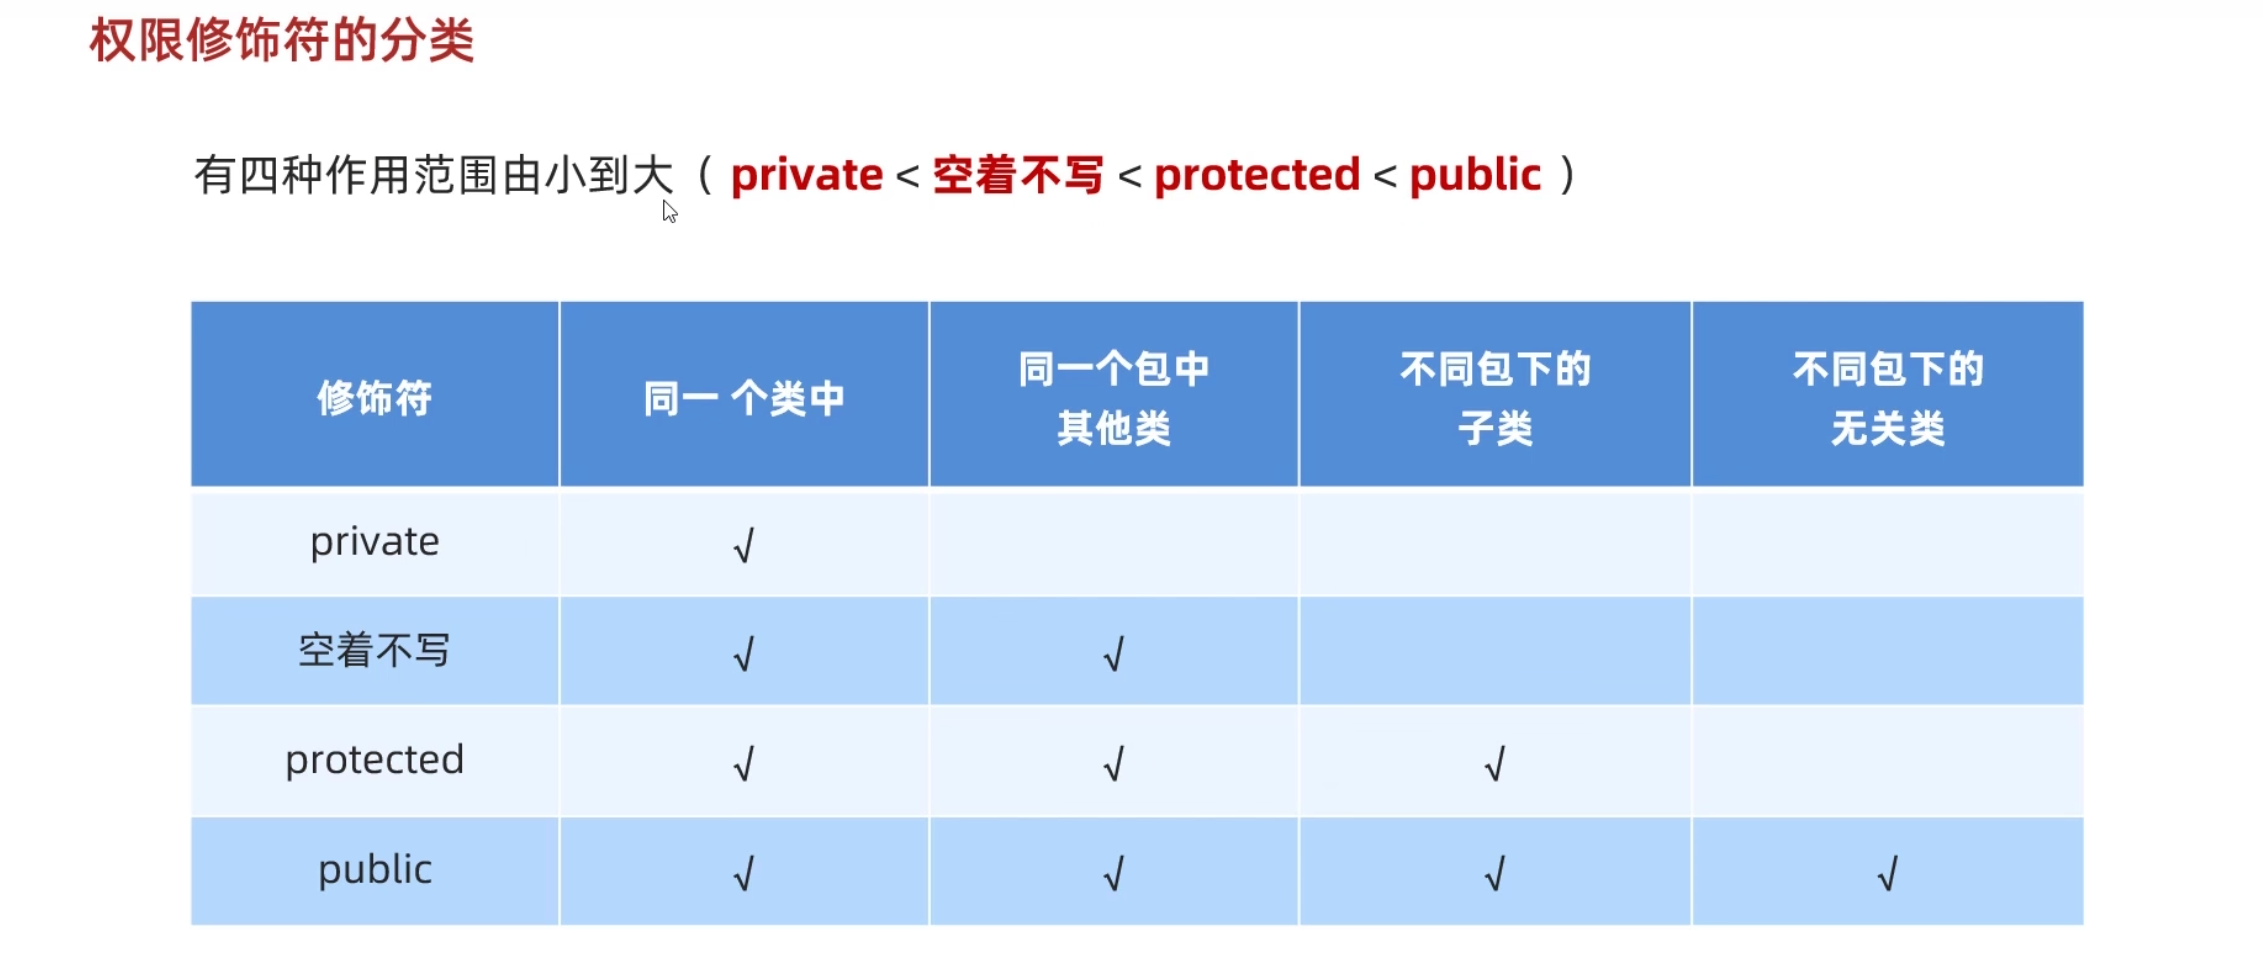 权限修饰符的分类
有四种作用范围由小到大（ private < 空着不写 < protected < public ）
修饰符 同一 个类中 同一个包中其他类 不同包下的子类 不同包下的无关类
private √
空着不写 √ √
protected √ √ √
public √ √ √ √